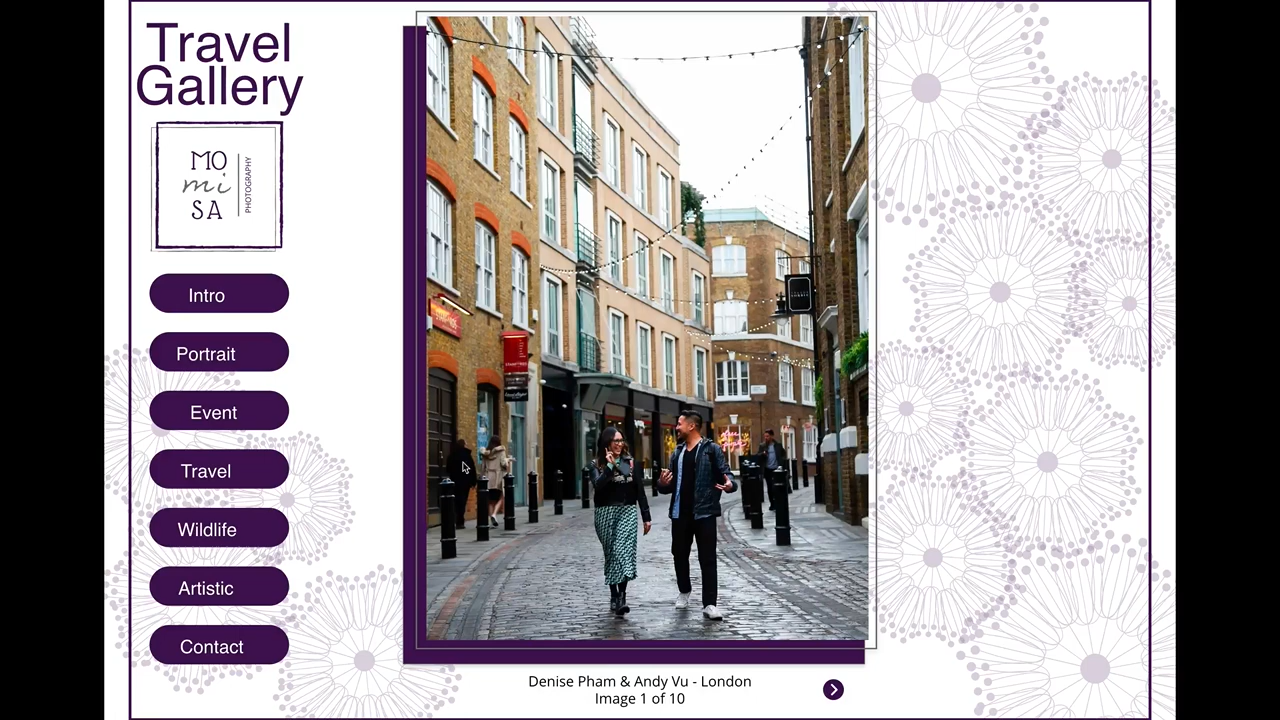 Travel
Gallery
MO
mi
SA
PHOTOGRAPHY
Intro
Portrait
Event
Travel
Wildlife
Artistic
Contact
Denise Pham & Andy Vu - London
Image 1 of 10